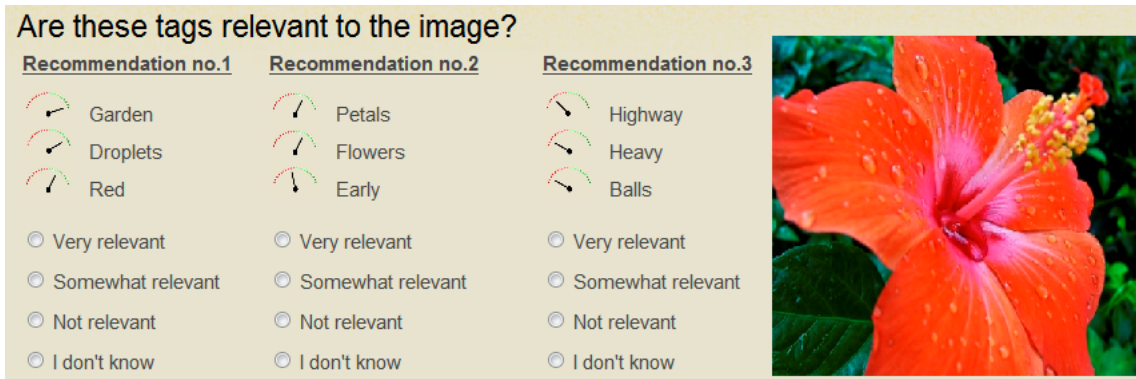 Are these tags relevant to the image?
Recommendation no.1
Garden
Droplets
Red
Very relevant
Somewhat relevant
Not relevant
I don't know
Recommendation no.2
Petals
Flowers
Early
Very relevant
Somewhat relevant
Not relevant
I don't know
Recommendation no.3
Highway
Heavy
Balls
Very relevant
Somewhat relevant
Not relevant
I don't know